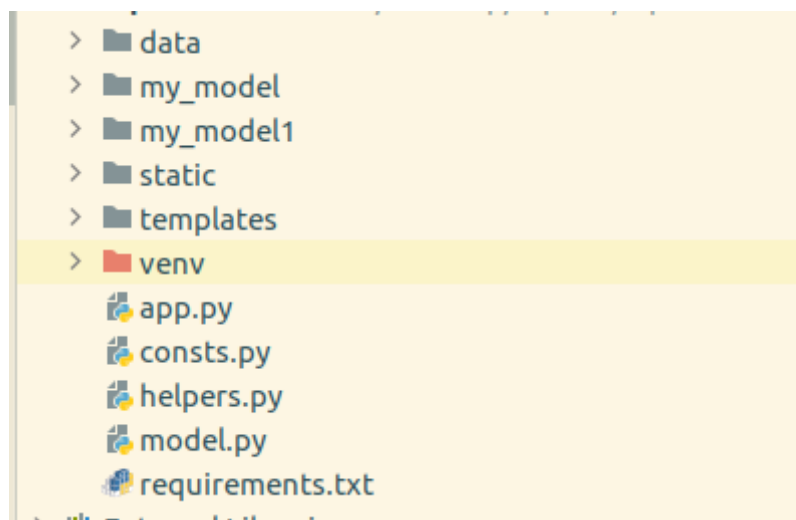 data
my_model
my_model1
static
templates
venv
app.py
consts.py
helpers.py
model.py
requirements.txt